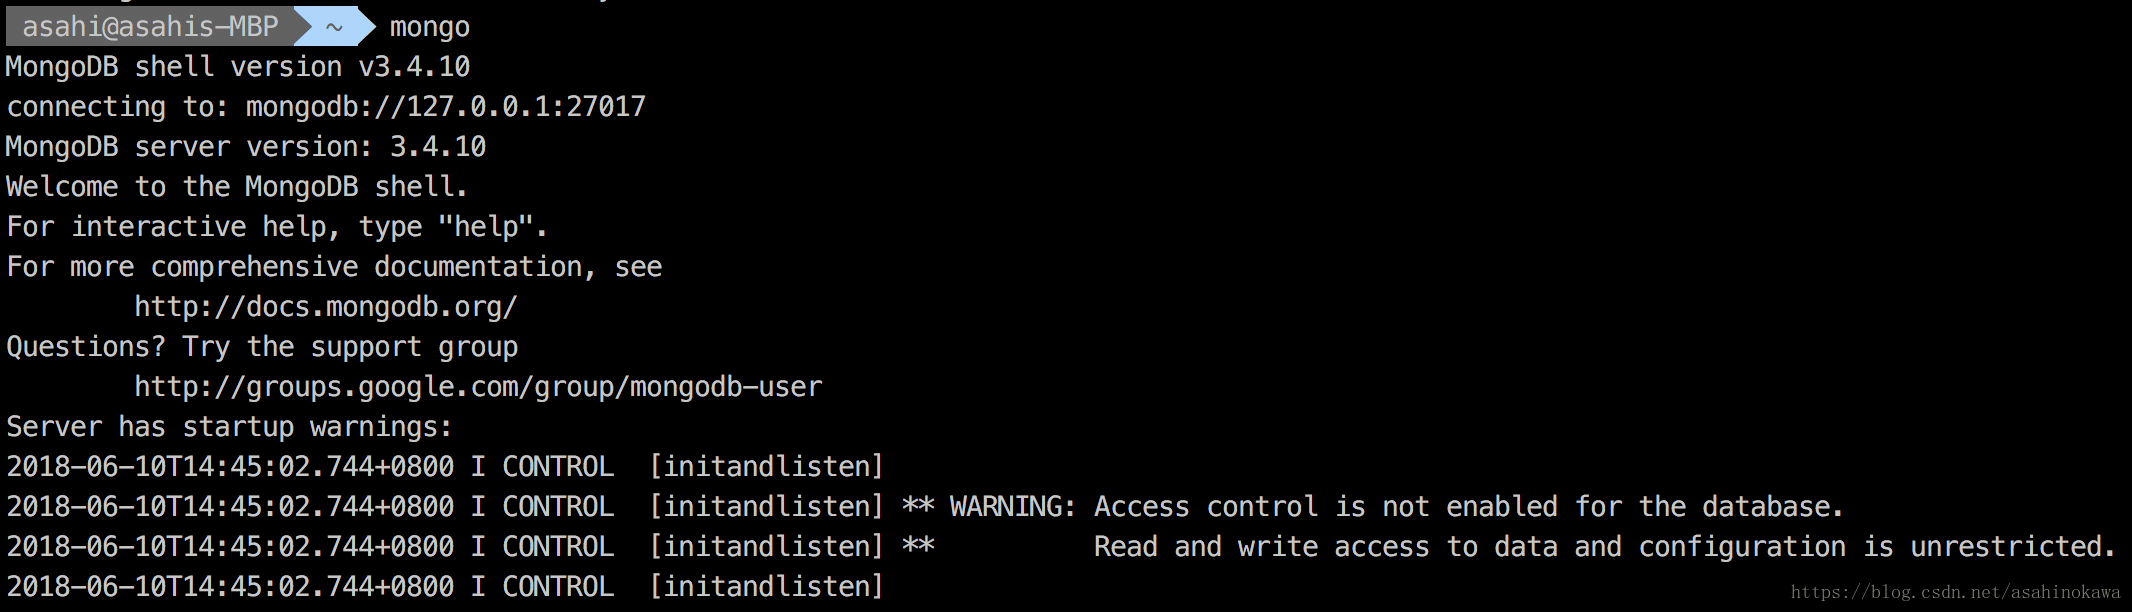 asahi@asahis-MBP ~ mongo
MongoDB shell version v3.4.10
connecting to: mongodb://127.0.0.1:27017
MongoDB server version: 3.4.10
Welcome to the MongoDB shell.
For interactive help, type "help".
For more comprehensive documentation, see
        http://docs.mongodb.org/
Questions? Try the support group
        http://groups.google.com/group/mongodb-user
Server has startup warnings:
2018-06-10T14:45:02.744+0800 I CONTROL  [initandlisten]
2018-06-10T14:45:02.744+0800 I CONTROL  [initandlisten] ** WARNING: Access control is not enabled for the database.
2018-06-10T14:45:02.744+0800 I CONTROL  [initandlisten] **          Read and write access to data and configuration is unrestricted.
2018-06-10T14:45:02.744+0800 I CONTROL  [initandlisten]
https://blog.csdn.net/asahinokawa